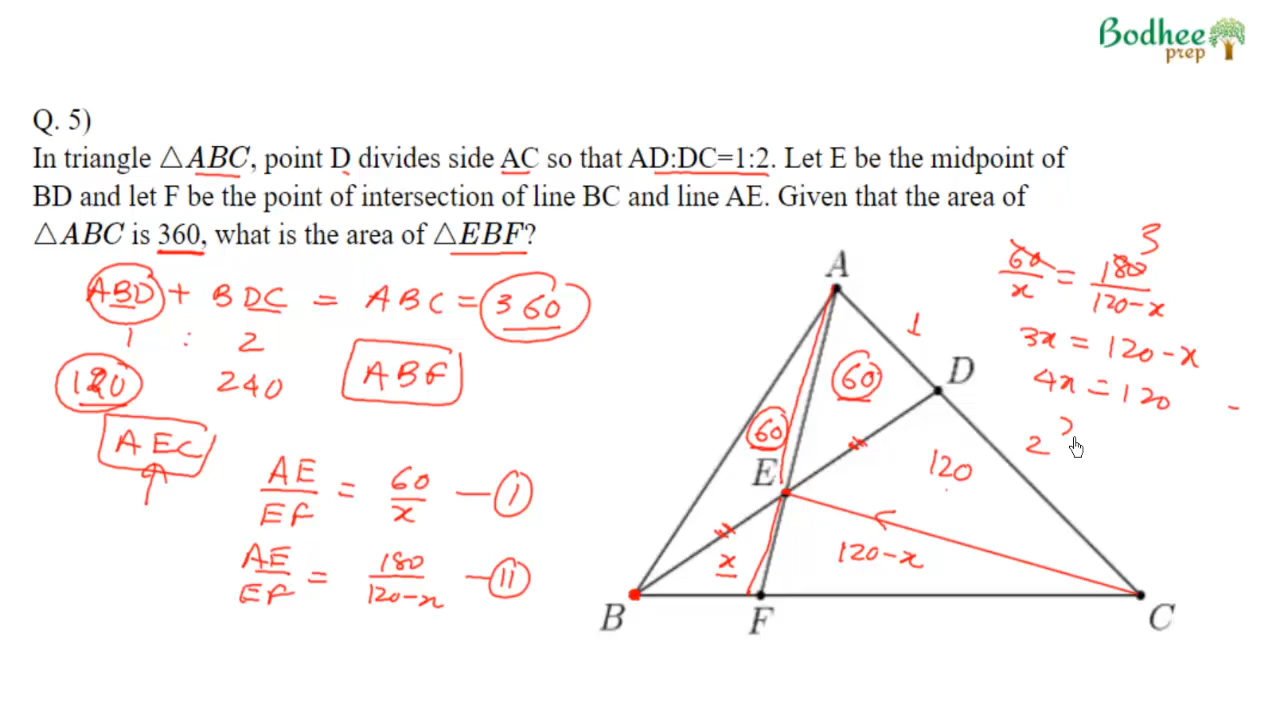 Bodhee
prep
Q. 5)
In triangle △ABC, point D divides side AC so that AD:DC=1:2. Let E be the midpoint of
BD and let F be the point of intersection of line BC and line AE. Given that the area of
△ABC is 360, what is the area of △EBF?
ABD + BDC = ABC = 360
1 : 2
120 240 ABF
AEC
AE/EF = 60/x — (I)
AE/EF = 180/(120-x) — (II)
60/x = 180/(120-x) 3
3x = 120-x
4x = 120
A
1
D
60
60
E
120
x
120-x
B
F
C